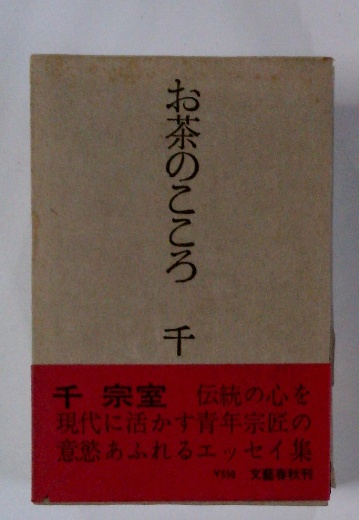 お茶のこころ 千
千 宗室 伝統の心を
現代に活かす青年宗匠の
意慾あふれるエッセイ集
文藝春秋刊